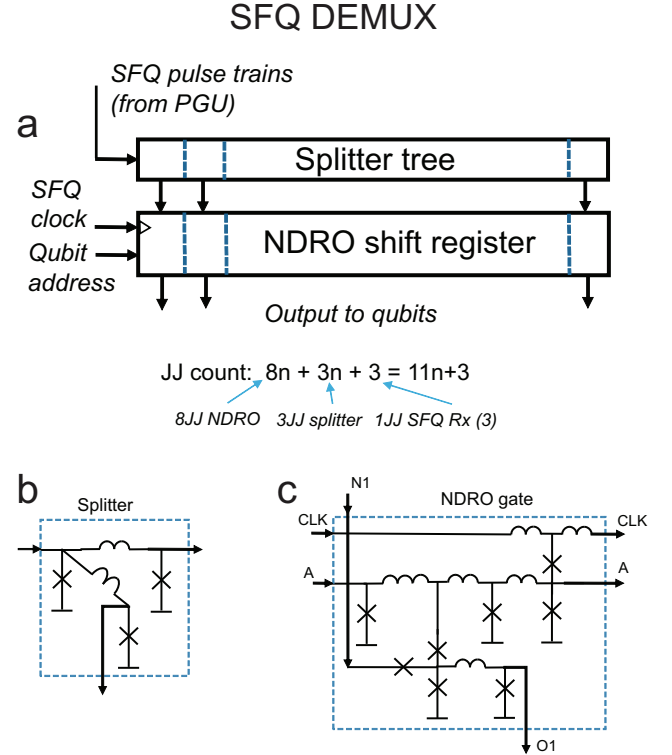 SFQ DEMUX
SFQ pulse trains
(from PGU)
a
Splitter tree
SFQ
clock
Qubit
address
NDRO shift register
Output to qubits
JJ count: 8n + 3n + 3 = 11n+3
8JJ NDRO 3JJ splitter 1JJ SFQ Rx (3)
b
Splitter
c
N1
NDRO gate
CLK
CLK
A
A
O1